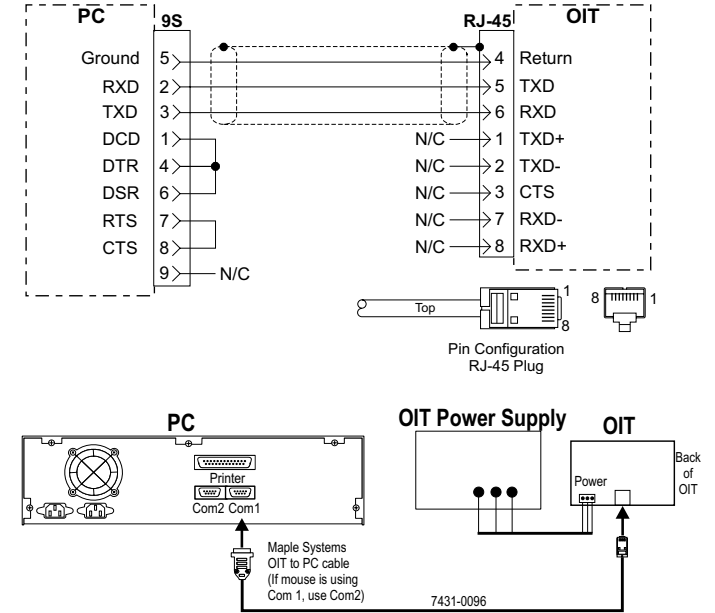 PC
9S
RJ-45
OIT
Ground 5
4 Return
RXD 2
5 TXD
TXD 3
6 RXD
DCD 1
N/C 1 TXD+
DTR 4
N/C 2 TXD-
DSR 6
N/C 3 CTS
RTS 7
N/C 7 RXD-
CTS 8
N/C 8 RXD+
9 N/C
Top
1
8
8
1
Pin Configuration
RJ-45 Plug
PC
OIT Power Supply
OIT
Printer
Com2 Com1
Power
Back
of
OIT
Maple Systems
OIT to PC cable
(If mouse is using
Com 1, use Com2)
7431-0096